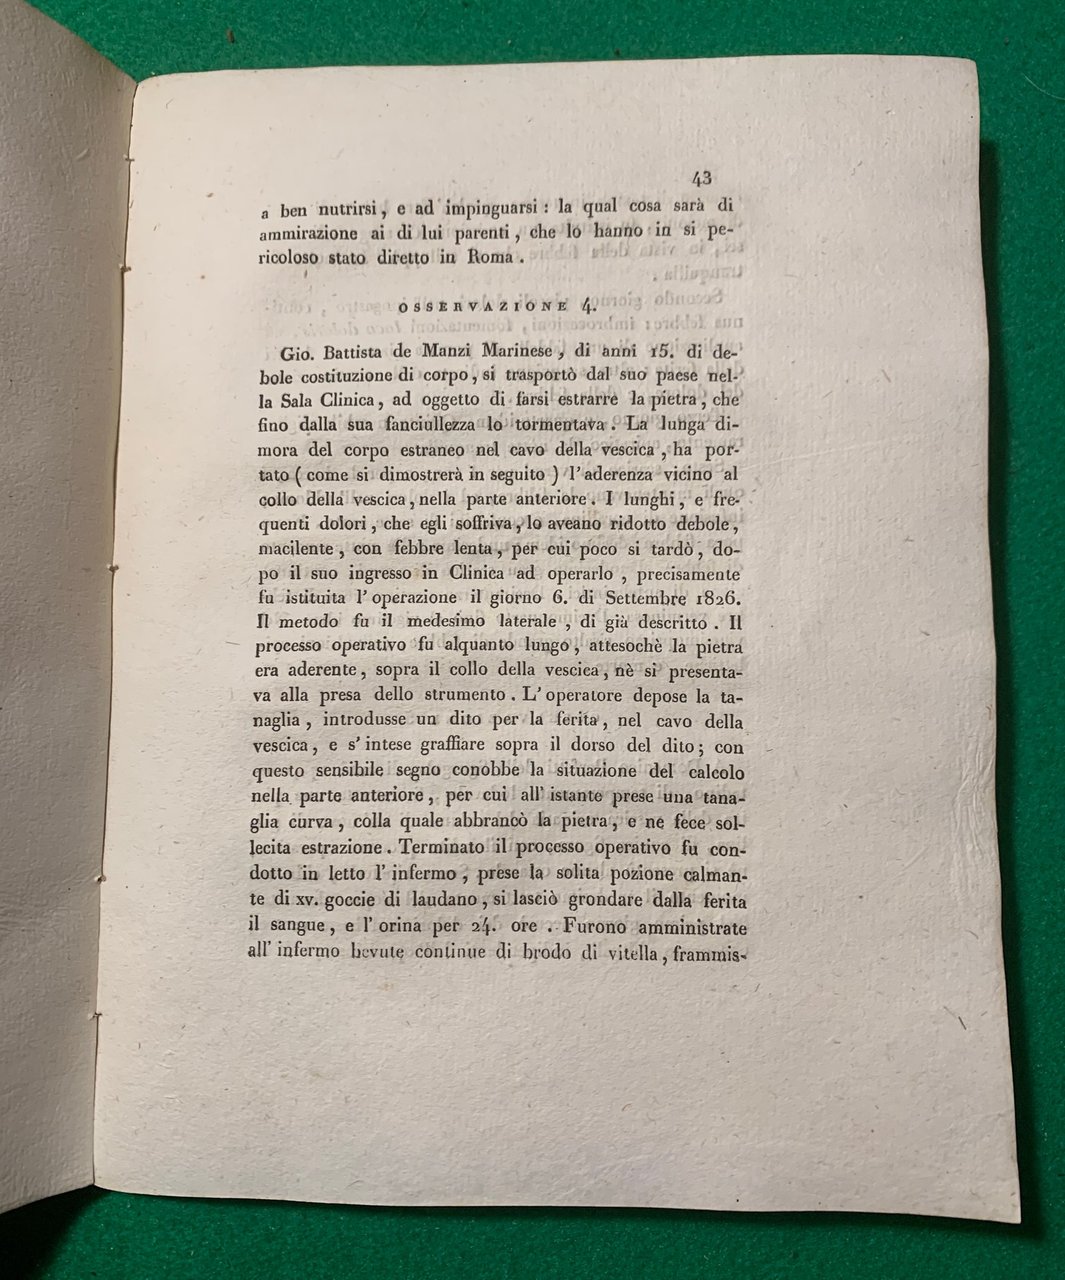 43
a ben nutrirsi, e ad impinguarsi : la qual cosa sarà di
ammirazione ai di lui parenti, che lo hanno in si pe-
ricoloso stato diretto in Roma.
OSSERVAZIONE 4.
Gio. Battista de Manzi Marinese, di anni 15. di de-
bole costituzione di corpo, si trasportò dal suo paese nel-
la Sala Clinica, ad oggetto di farsi estrarre la pietra, che
fino dalla sua fanciullezza lo tormentava. La lunga di-
mora del corpo estraneo nel cavo della vescica, ha por-
tato ( come si dimostrerà in seguito ) l'aderenza vicino al
collo della vescica, nella parte anteriore. I lunghi, e fre-
quenti dolori, che egli soffriva, lo aveano ridotto debole,
macilente, con febbre lenta, per cui poco si tardò, do-
po il suo ingresso in Clinica ad operarlo, precisamente
fu istituita l'operazione il giorno 6. di Settembre 1826.
Il metodo fu il medesimo laterale, di già descritto. Il
processo operativo fu alquanto lungo, attesochè la pietra
era aderente, sopra il collo della vescica, nè si presenta-
va alla presa dello strumento. L'operatore depose la ta-
naglia, introdusse un dito per la ferita, nel cavo della
vescica, e s'intese graffiare sopra il dorso del dito; con
questo sensibile segno conobbe la situazione del calcolo
nella parte anteriore, per cui all'istante prese una tana-
glia curva, colla quale abbrancò la pietra, e ne fece sol-
lecita estrazione. Terminato il processo operativo fu con-
dotto in letto l'infermo, prese la solita pozione calman-
te di xv. goccie di laudano, si lasciò grondare dalla ferita
il sangue, e l'orina per 24. ore. Furono amministrate
all'infermo bevute continue di brodo di vitella, frammis-